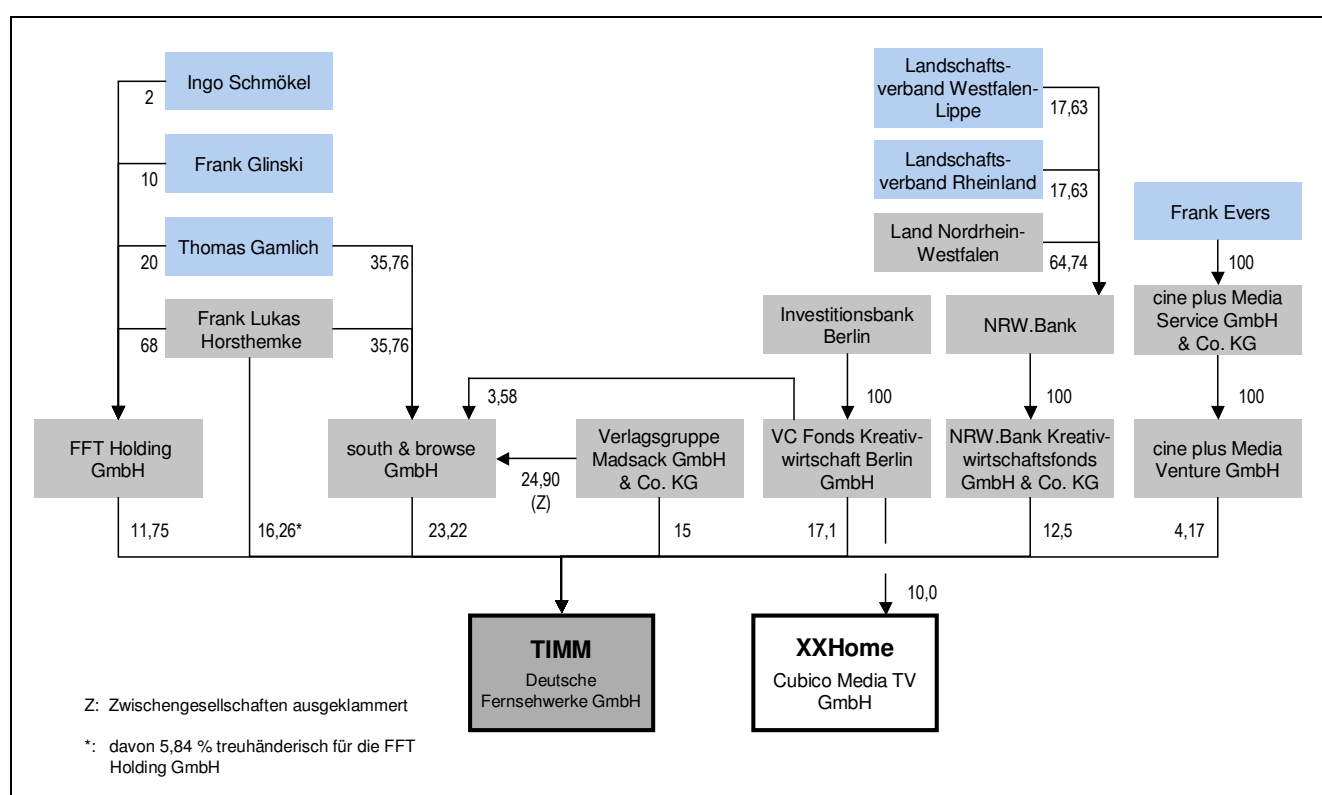 Ingo Schmökel
2
Frank Glinski
10
Thomas Gamlich
20
35,76
Frank Lukas
Horsthemke
68
35,76
Landschafts-
verband Westfalen-
Lippe
17,63
Landschafts-
verband Rheinland
17,63
Land Nordrhein-
Westfalen
64,74
Frank Evers
100
Investitionsbank
Berlin
100
NRW.Bank
100
cine plus Media
Service GmbH
& Co. KG
100
3,58
FFT Holding
GmbH
south & browse
GmbH
24,90
(Z)
Verlagsgruppe
Madsack GmbH
& Co. KG
VC Fonds Kreativ-
wirtschaft Berlin
GmbH
NRW.Bank Kreativ-
wirtschaftsfonds
GmbH & Co. KG
cine plus Media
Venture GmbH
11,75
16,26*
23,22
15
17,1
12,5
4,17
10,0
TIMM
Deutsche
Fernsehwerke GmbH
XXHome
Cubico Media TV
GmbH
Z: Zwischengesellschaften ausgeklammert
*: davon 5,84 % treuhänderisch für die FFT
Holding GmbH